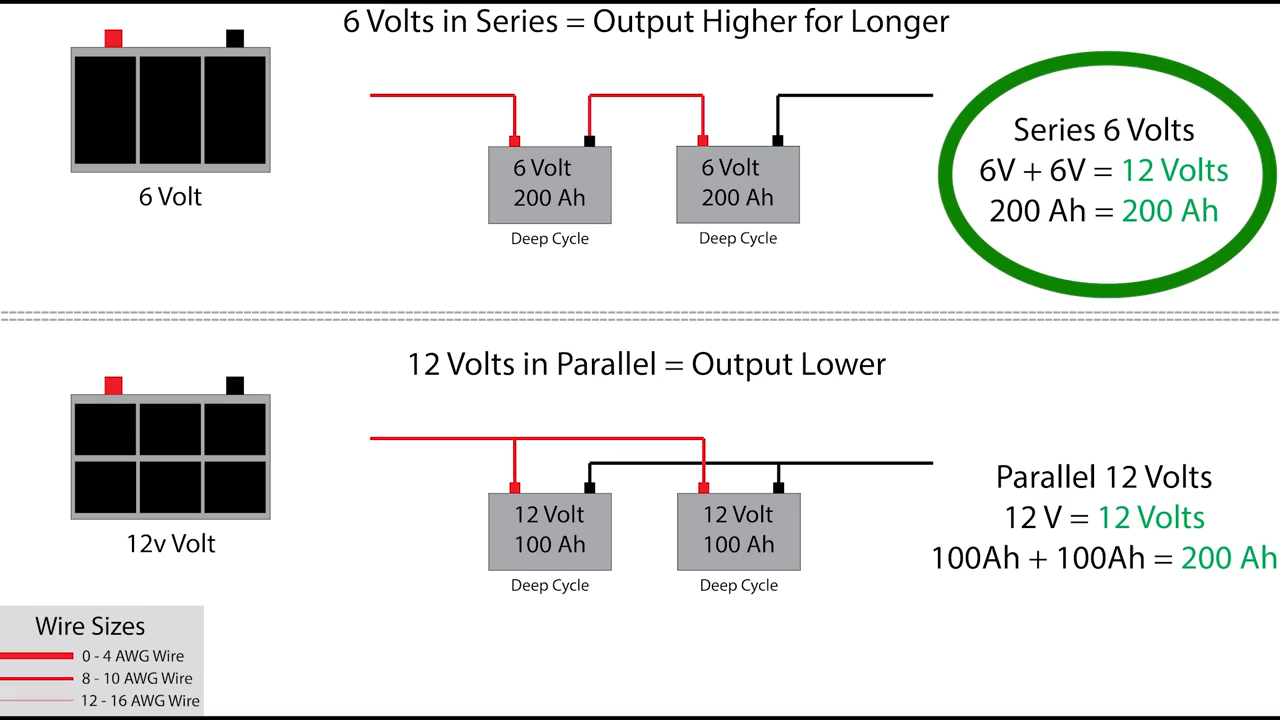 6 Volts in Series = Output Higher for Longer
6 Volt
6 Volt
200 Ah
Deep Cycle
6 Volt
200 Ah
Deep Cycle
Series 6 Volts
6V + 6V = 12 Volts
200 Ah = 200 Ah
12 Volts in Parallel = Output Lower
12v Volt
12 Volt
100 Ah
Deep Cycle
12 Volt
100 Ah
Deep Cycle
Parallel 12 Volts
12 V = 12 Volts
100Ah + 100Ah = 200 Ah
Wire Sizes
0 - 4 AWG Wire
8 - 10 AWG Wire
12 - 16 AWG Wire